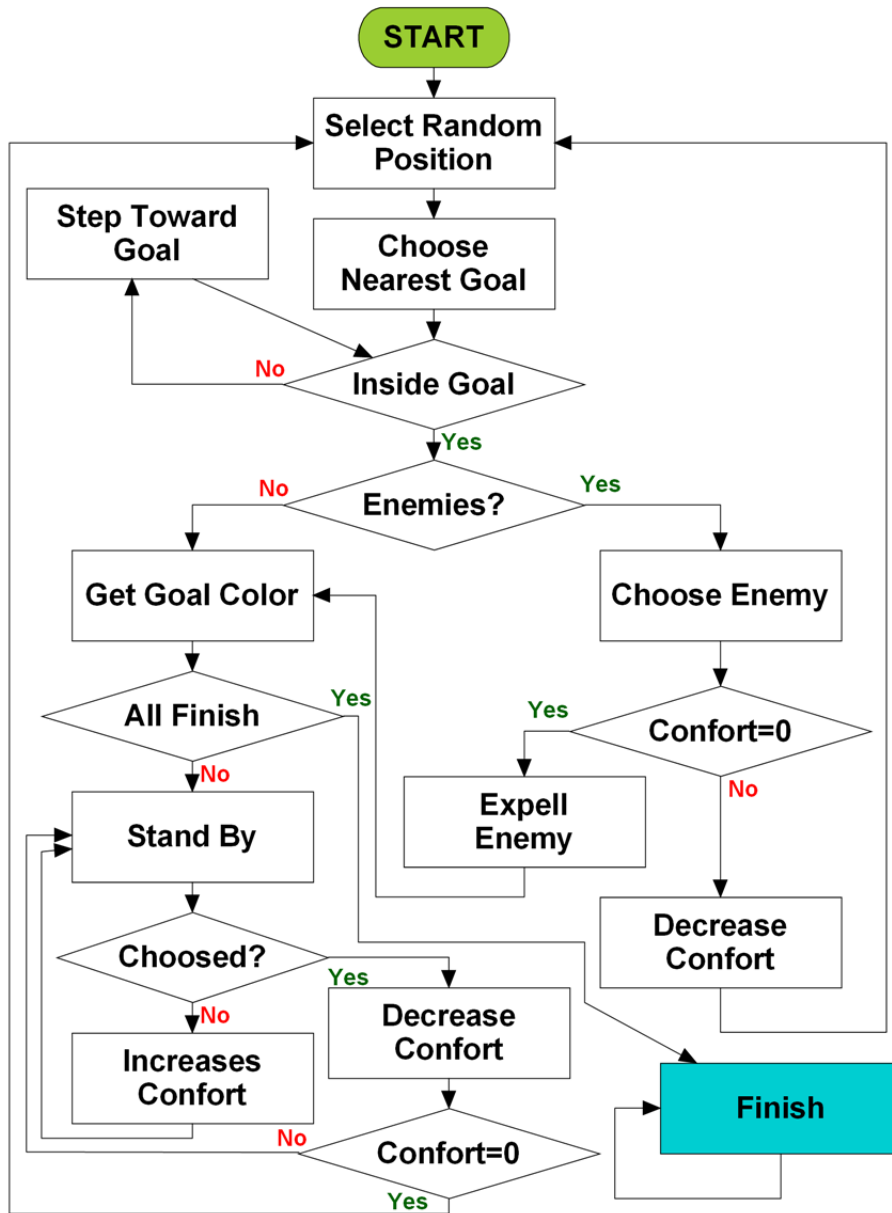 START
Select Random
Position
Step Toward
Goal
Choose
Nearest Goal
No
Inside Goal
Yes
No
Enemies?
Yes
Get Goal Color
Choose Enemy
All Finish
Yes
Yes
Confort=0
No
No
Stand By
Expell
Enemy
Choosed?
Yes
Decrease
Confort
No
Decrease
Confort
Increases
Confort
Finish
No
Confort=0
Yes